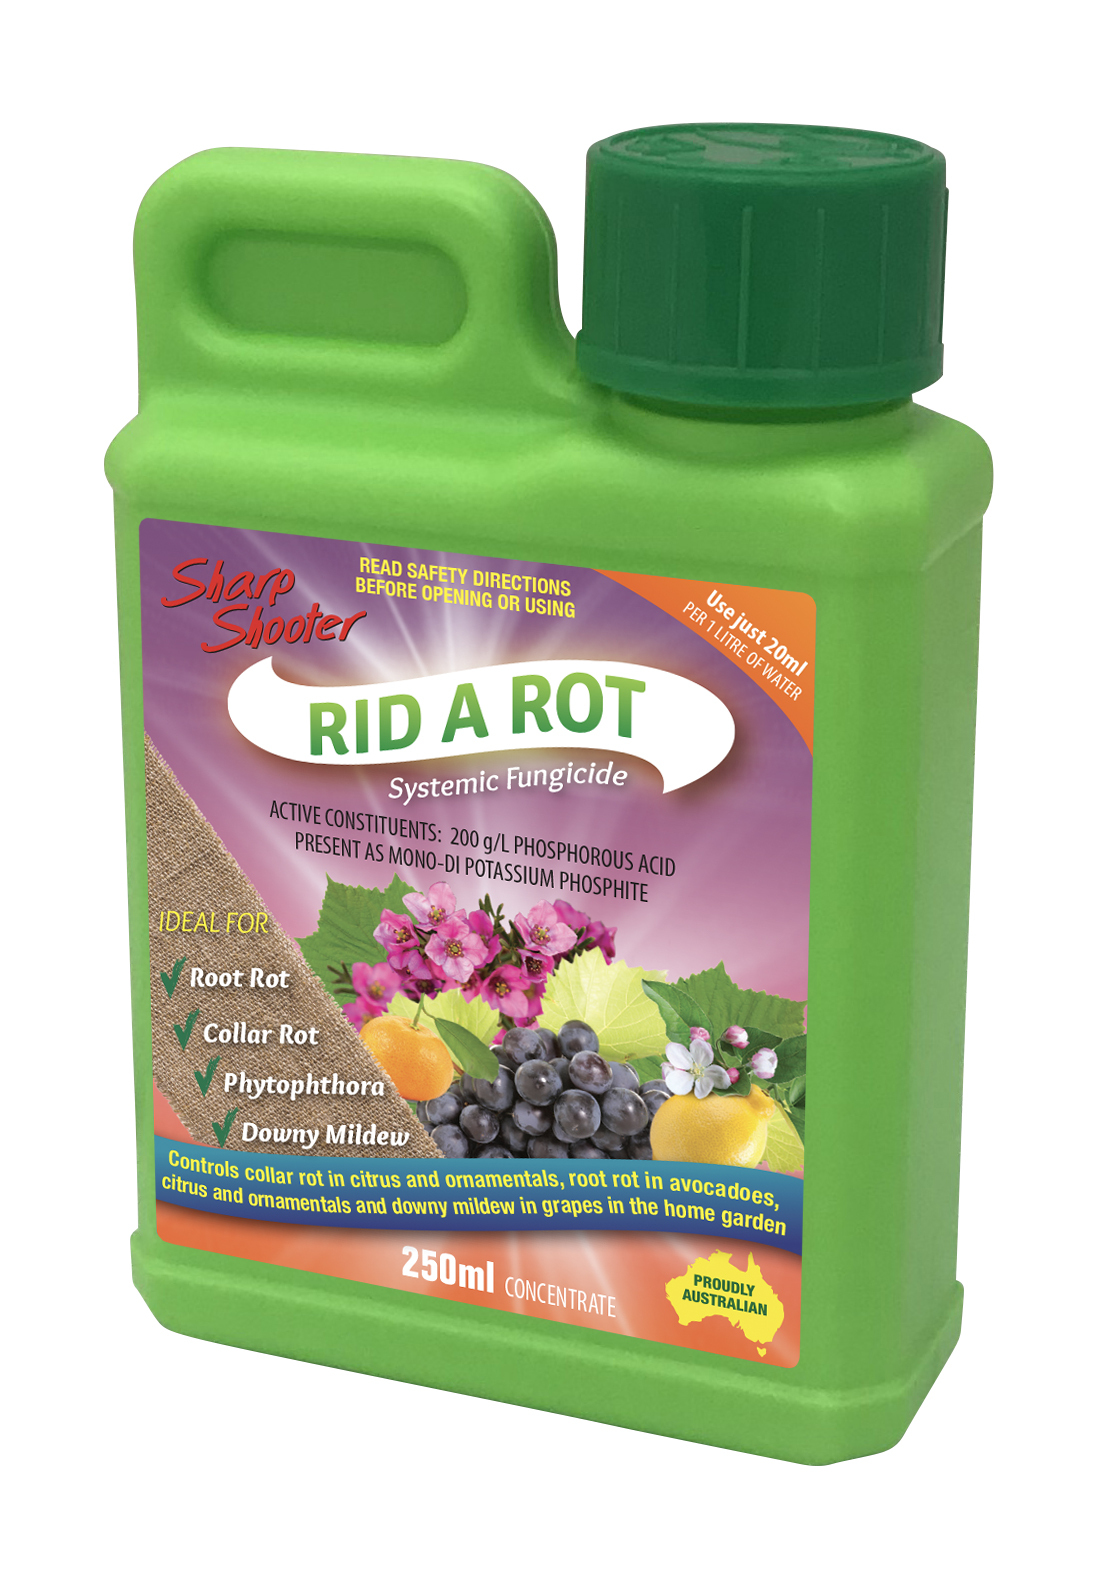 Sharp
Shooter
READ SAFETY DIRECTIONS
BEFORE OPENING OR USING
Use just 20ml
PER 1 LITRE OF WATER
RID A ROT
Systemic Fungicide
ACTIVE CONSTITUENTS: 200 g/L PHOSPHOROUS ACID
PRESENT AS MONO-DI POTASSIUM PHOSPHITE
IDEAL FOR
Root Rot
Collar Rot
Phytophthora
Downy Mildew
Controls collar rot in citrus and ornamentals, root rot in avocadoes,
citrus and ornamentals and downy mildew in grapes in the home garden
250ml CONCENTRATE
PROUDLY
AUSTRALIAN